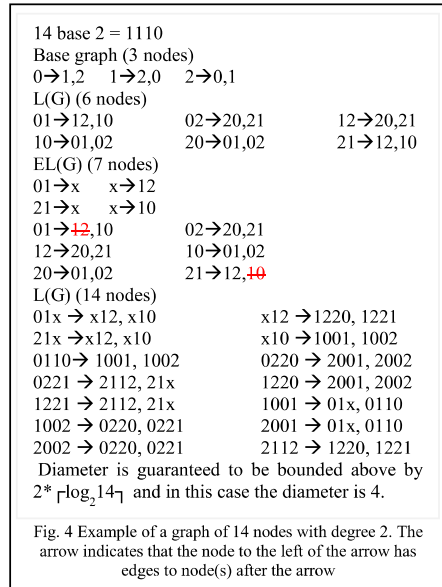 14 base 2 = 1110
Base graph (3 nodes)
0→1,2 1→2,0 2→0,1
L(G) (6 nodes)
01→12,10 02→20,21 12→20,21
10→01,02 20→01,02 21→12,10
EL(G) (7 nodes)
01→x x→12
21→x x→10
01→12,10 02→20,21
12→20,21 10→01,02
20→01,02 21→12,10
L(G) (14 nodes)
01x → x12, x10 x12 →1220, 1221
21x →x12, x10 x10 →1001, 1002
0110→ 1001, 1002 0220 → 2001, 2002
0221 → 2112, 21x 1220 → 2001, 2002
1221 → 2112, 21x 1001 → 01x, 0110
1002 → 0220, 0221 2001 → 01x, 0110
2002 → 0220, 0221 2112 → 1220, 1221
Diameter is guaranteed to be bounded above by
2* ┌log₂14┐ and in this case the diameter is 4.
Fig. 4 Example of a graph of 14 nodes with degree 2. The
arrow indicates that the node to the left of the arrow has
edges to node(s) after the arrow